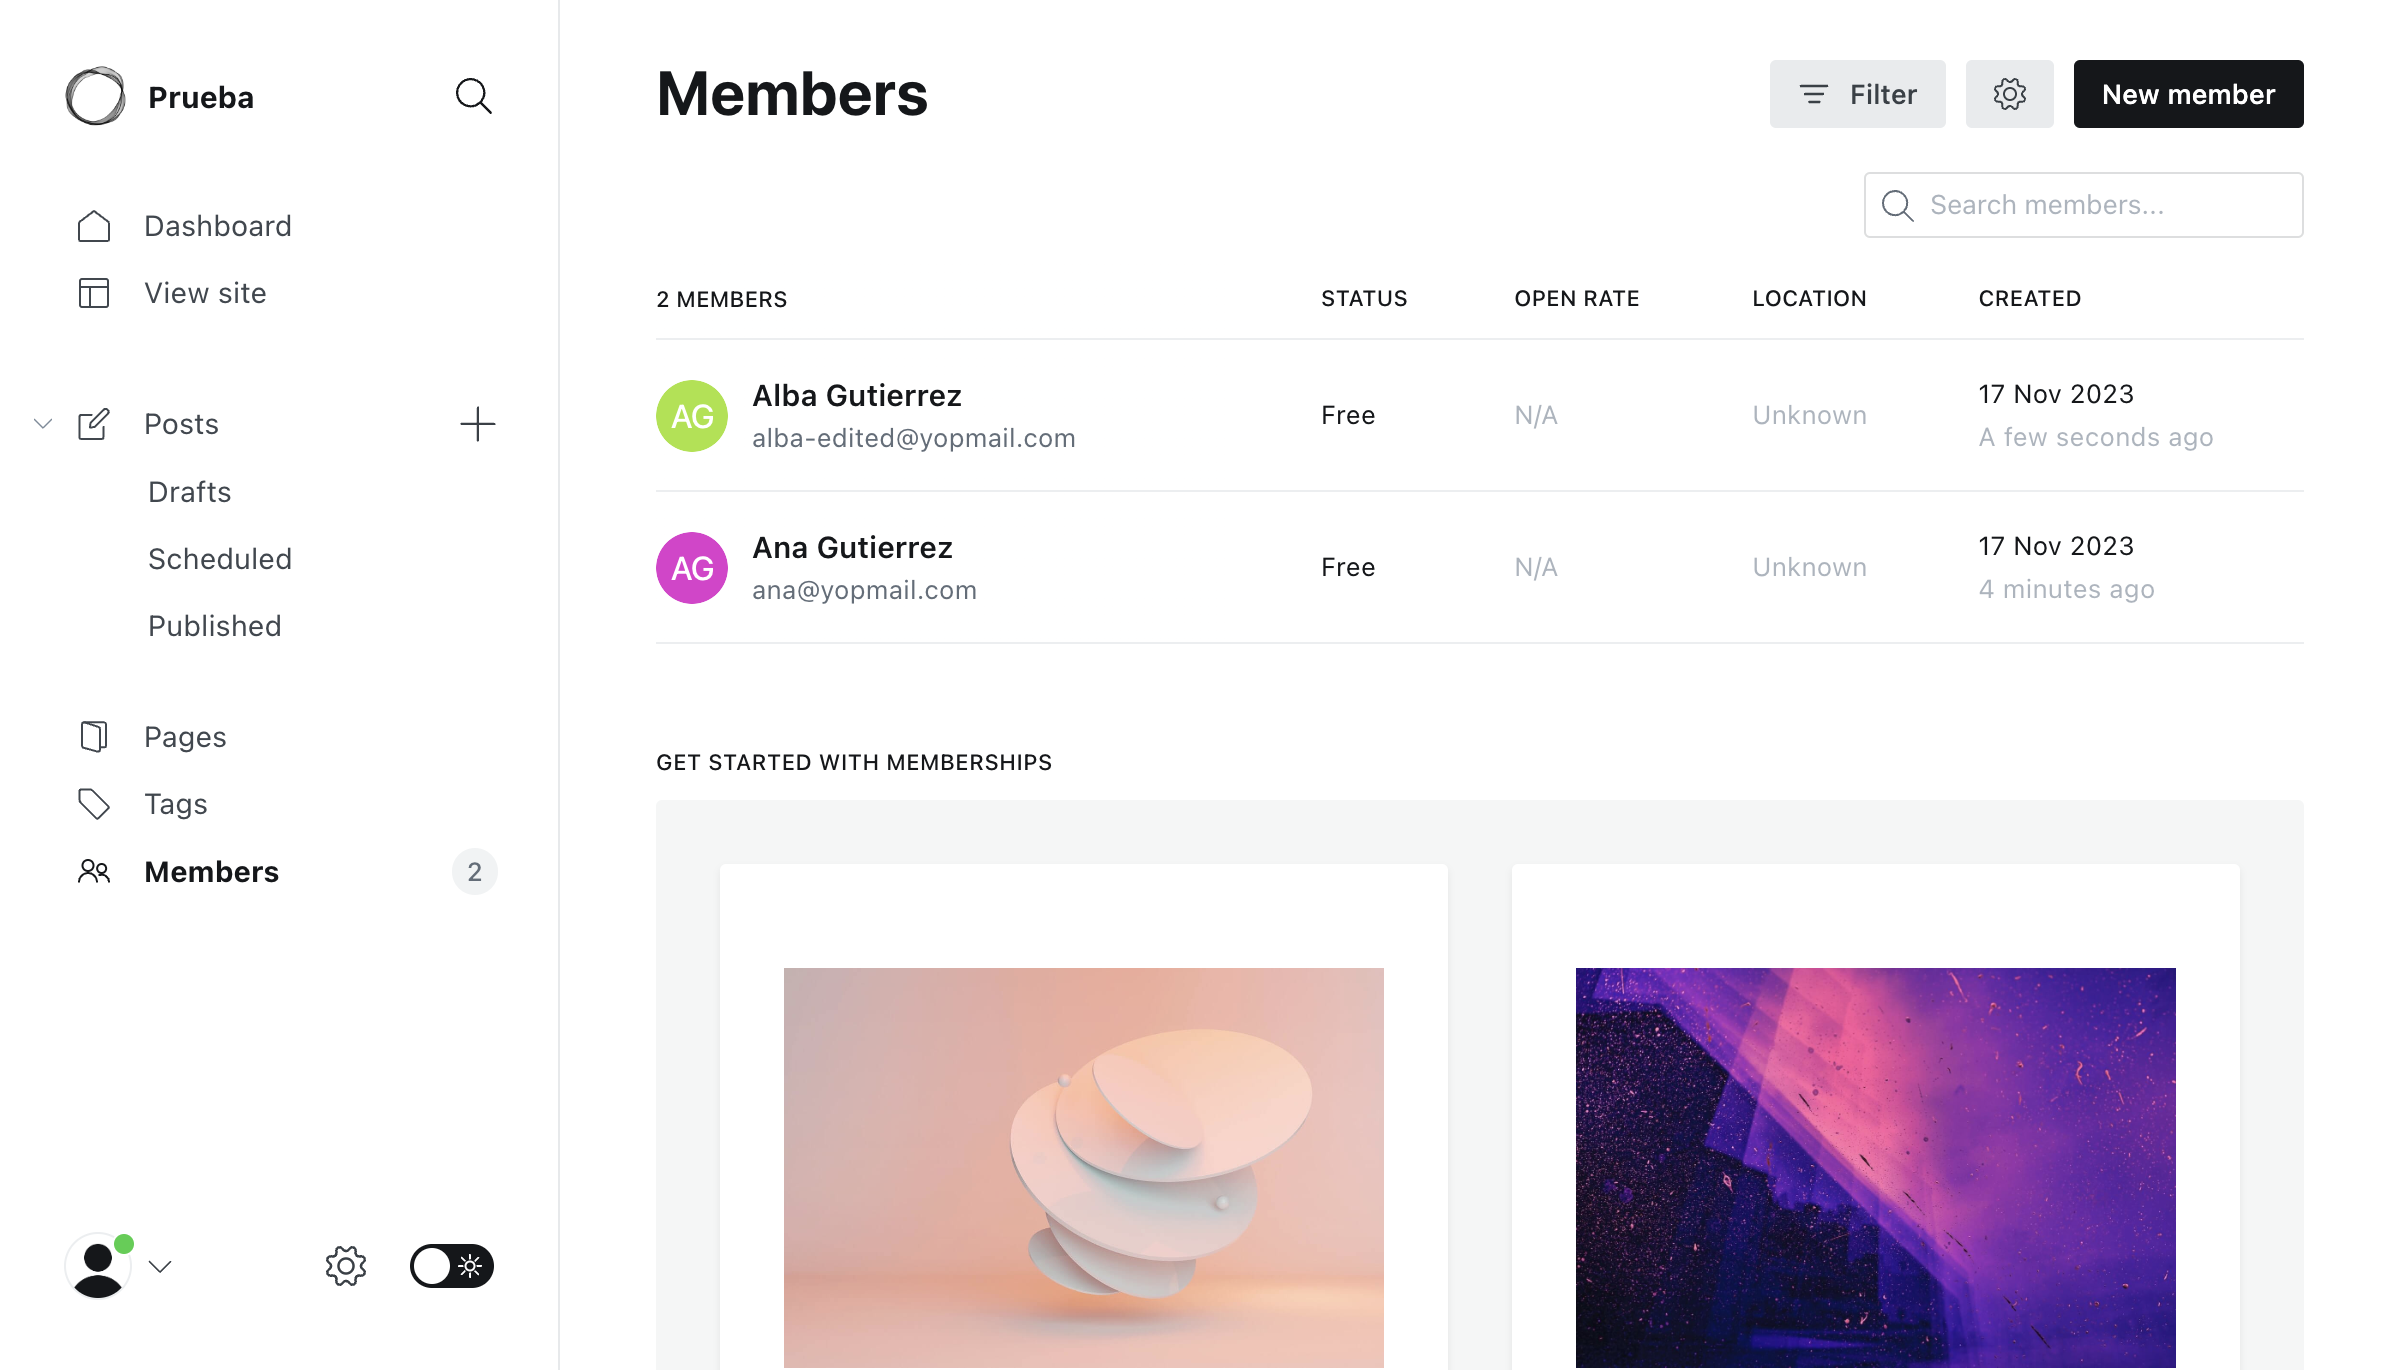 Prueba
Dashboard
View site
Posts
Drafts
Scheduled
Published
Pages
Tags
Members 2
Members
Filter
New member
Search members...
2 MEMBERS STATUS OPEN RATE LOCATION CREATED
AG Alba Gutierrez alba-edited@yopmail.com Free N/A Unknown 17 Nov 2023 A few seconds ago
AG Ana Gutierrez ana@yopmail.com Free N/A Unknown 17 Nov 2023 4 minutes ago
GET STARTED WITH MEMBERSHIPS